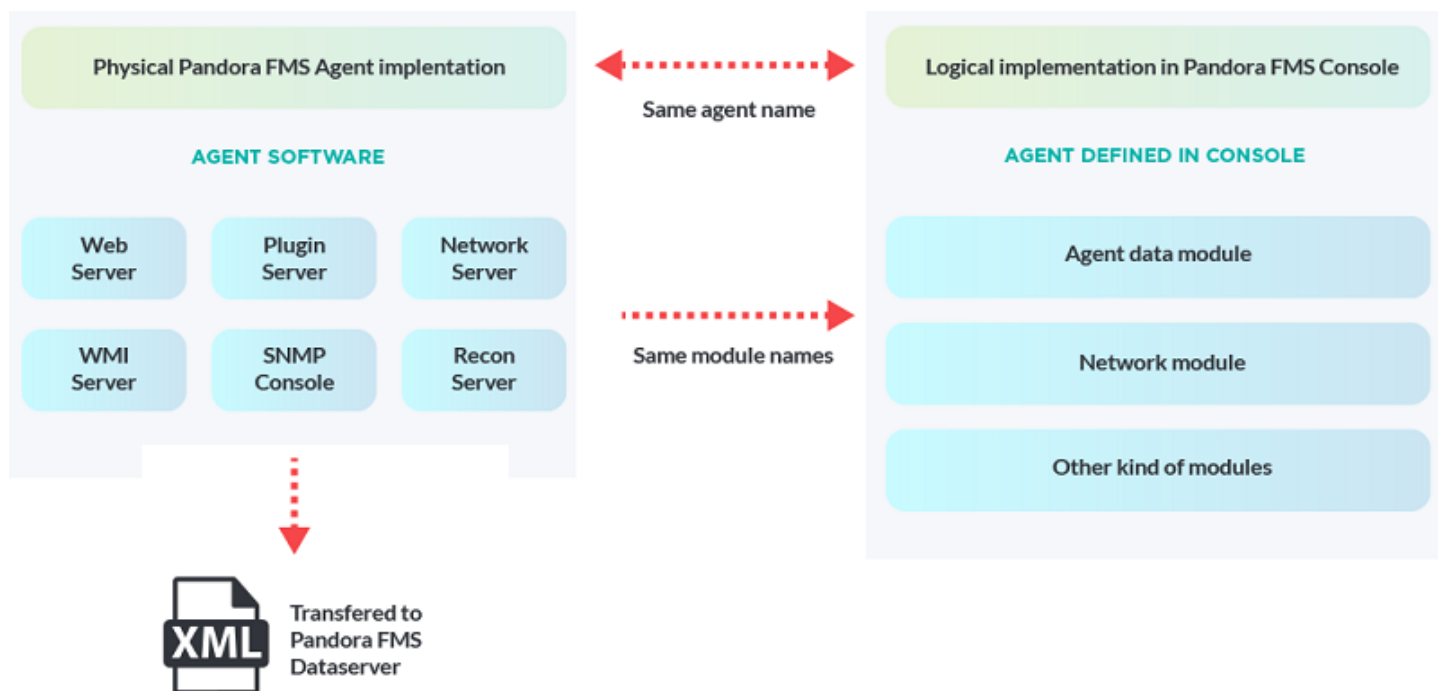 Physical Pandora FMS Agent implentation
Same agent name
Logical implementation in Pandora FMS Console
AGENT SOFTWARE
AGENT DEFINED IN CONSOLE
Web
Server
Plugin
Server
Network
Server
WMI
Server
SNMP
Console
Recon
Server
Same module names
Agent data module
Network module
Other kind of modules
XML
Transfered to
Pandora FMS
Dataserver